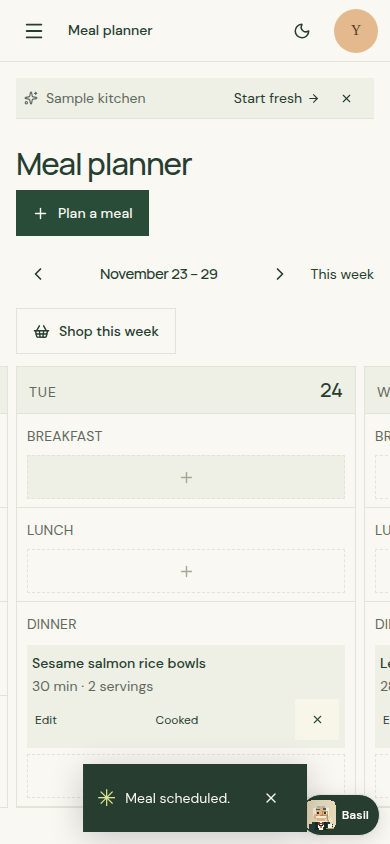 Meal planner
Y
Sample kitchen
Start fresh →
Meal planner
+ Plan a meal
November 23 – 29
This week
Shop this week
TUE 24
BREAKFAST
LUNCH
DINNER
Sesame salmon rice bowls
30 min · 2 servings
Edit Cooked
Meal scheduled.
Basil